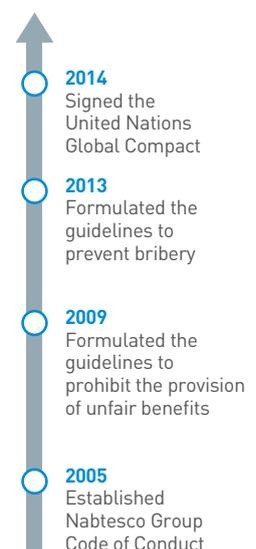 2014
Signed the
United Nations
Global Compact
2013
Formulated the
guidelines to
prevent bribery
2009
Formulated the
guidelines to
prohibit the provision
of unfair benefits
2005
Established
Nabtesco Group
Code of Conduct